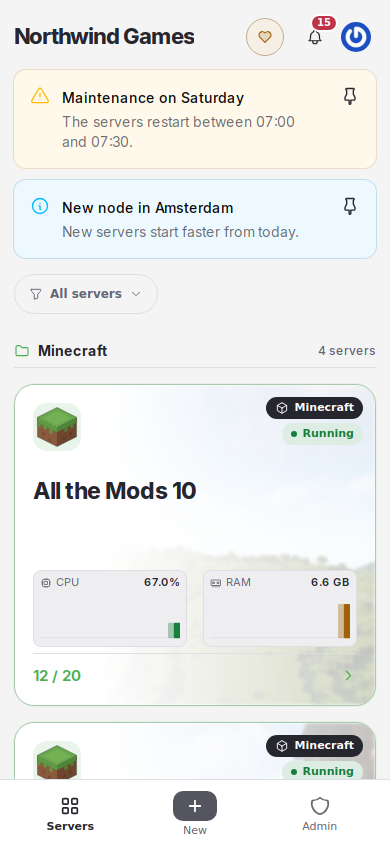 Northwind Games
15
Maintenance on Saturday
The servers restart between 07:00
and 07:30.
New node in Amsterdam
New servers start faster from today.
All servers
Minecraft
4 servers
Minecraft
Running
All the Mods 10
CPU
67.0%
RAM
6.6 GB
12 / 20
Minecraft
Running
Servers
New
Admin